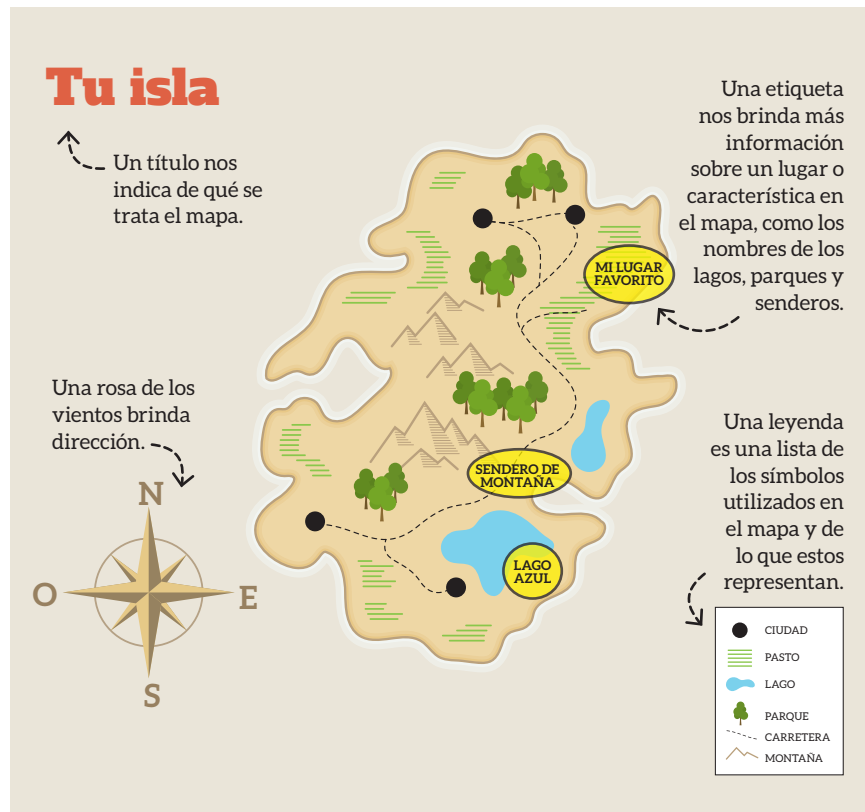 Tu isla
Un título nos
indica de qué se
trata el mapa.
Una etiqueta
nos brinda más
información
sobre un lugar o
característica en
el mapa, como los
nombres de los
lagos, parques y
senderos.
MI LUGAR
FAVORITO
Una rosa de los
vientos brinda
dirección.
N
O
E
S
SENDERO DE
MONTAÑA
LAGO
AZUL
Una leyenda
es una lista de
los símbolos
utilizados en
el mapa y de
lo que estos
representan.
CIUDAD
PASTO
LAGO
PARQUE
CARRETERA
MONTAÑA